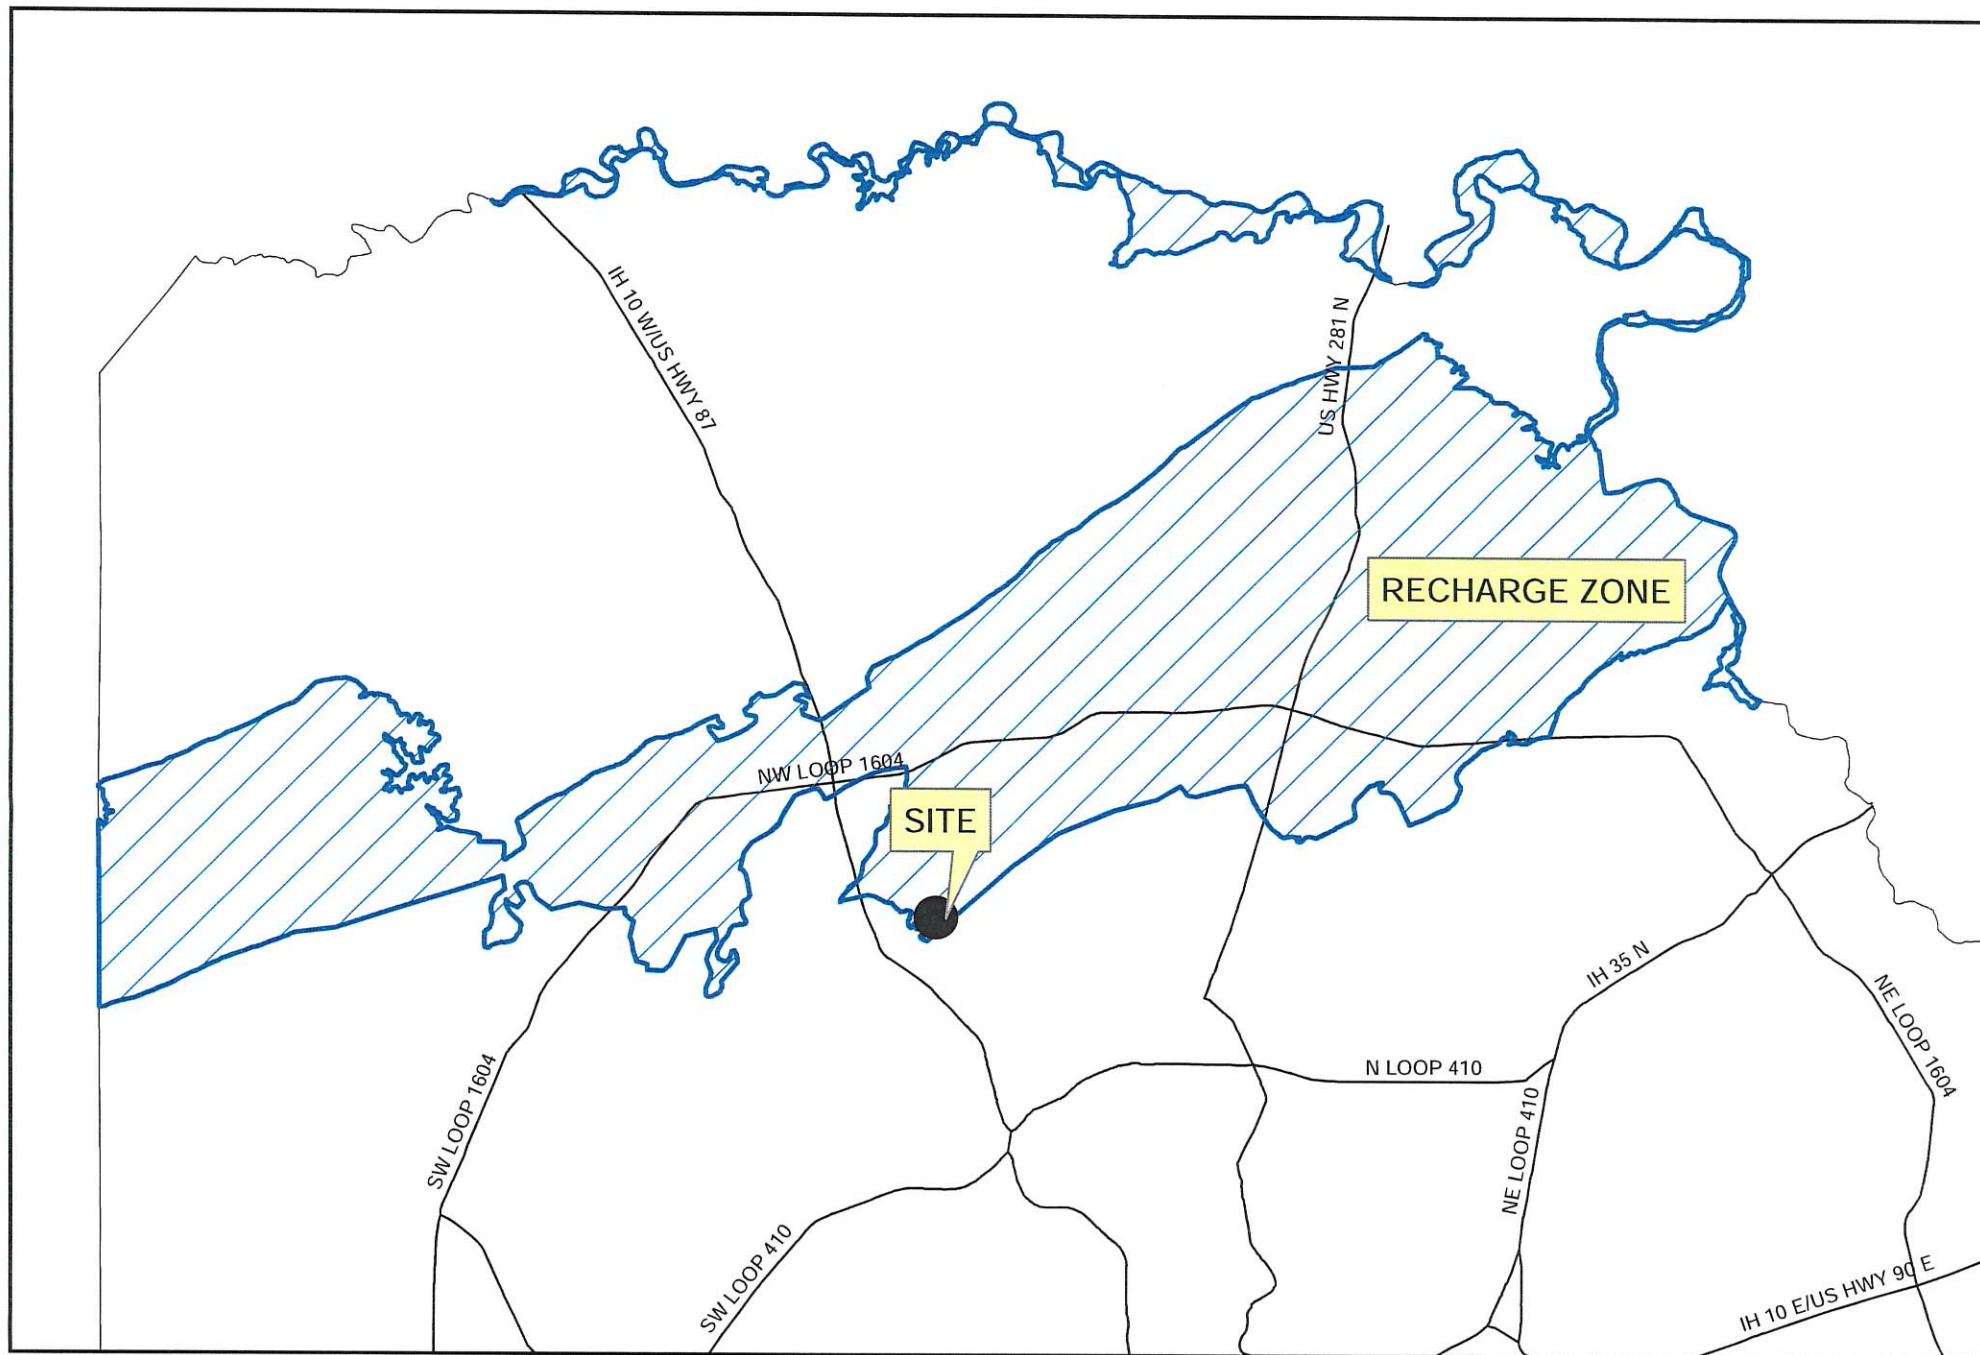 IH 10 W/US HWY 87
US HWY 281 N
RECHARGE ZONE
NW LOOP 1604
SITE
IH 35 N
NE LOOP 1604
N LOOP 410
NE LOOP 410
SW LOOP 1604
SW LOOP 410
IH 10 E/US HWY 90 E